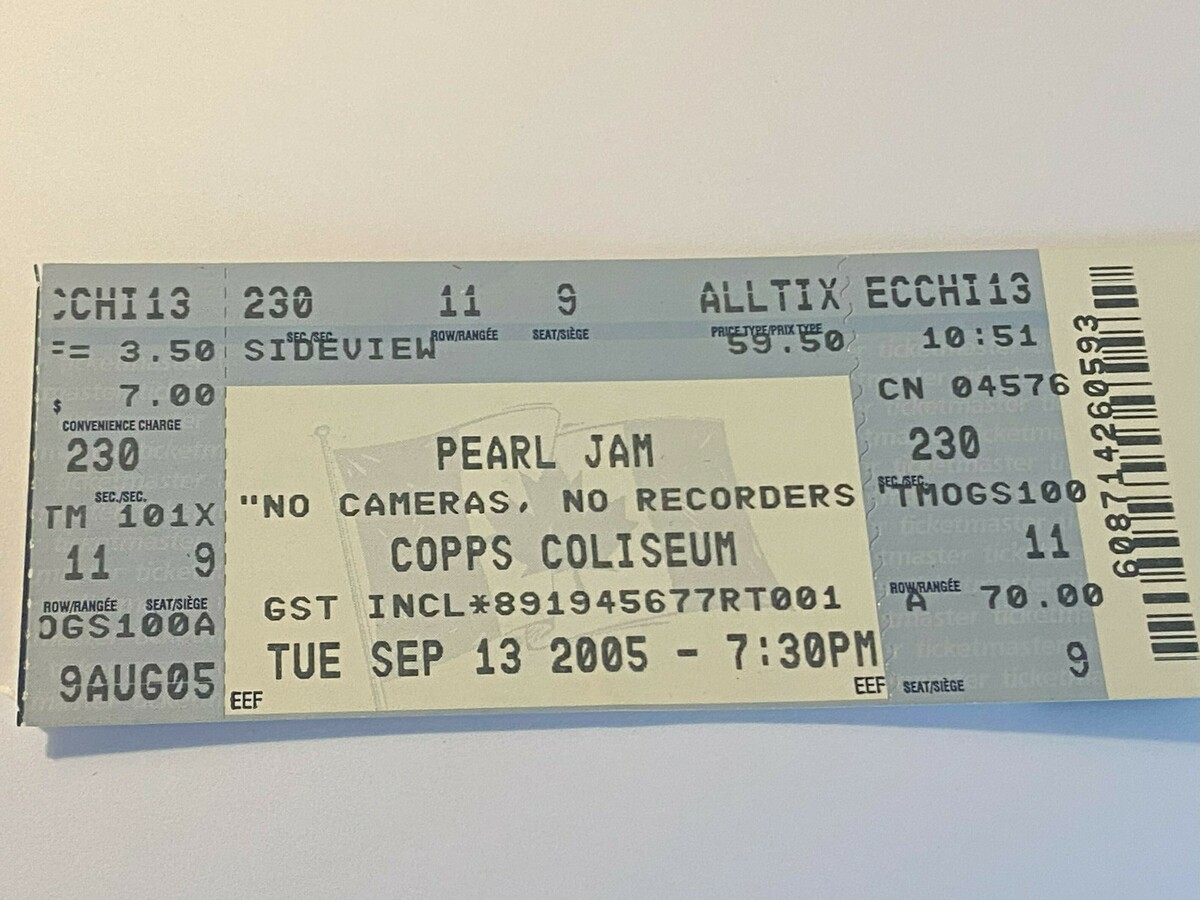 CCHI13
F= 3.50
$ 7.00
CONVENIENCE CHARGE
230
SEC./SEC.
TM 101X
11 9
ROW/RANGÉE SEAT/SIÈGE
OGS100A
9AUG05
230 11 9 ALLTIX
SEC./SEC. ROW/RANGÉE SEAT/SIÈGE PRICE TYPE/PRIX TYPE
SIDEVIEW 59.50
PEARL JAM
"NO CAMERAS, NO RECORDERS
COPPS COLISEUM
GST INCL*891945677RT001
TUE SEP 13 2005 - 7:30PM
EEF EEF
ECCHI13
10:51
CN 04576
230
SEC./SEC.
"TMOGS100
11
ROW/RANGÉE
A 70.00
9
SEAT/SIÈGE
608714260593
ticketmaster